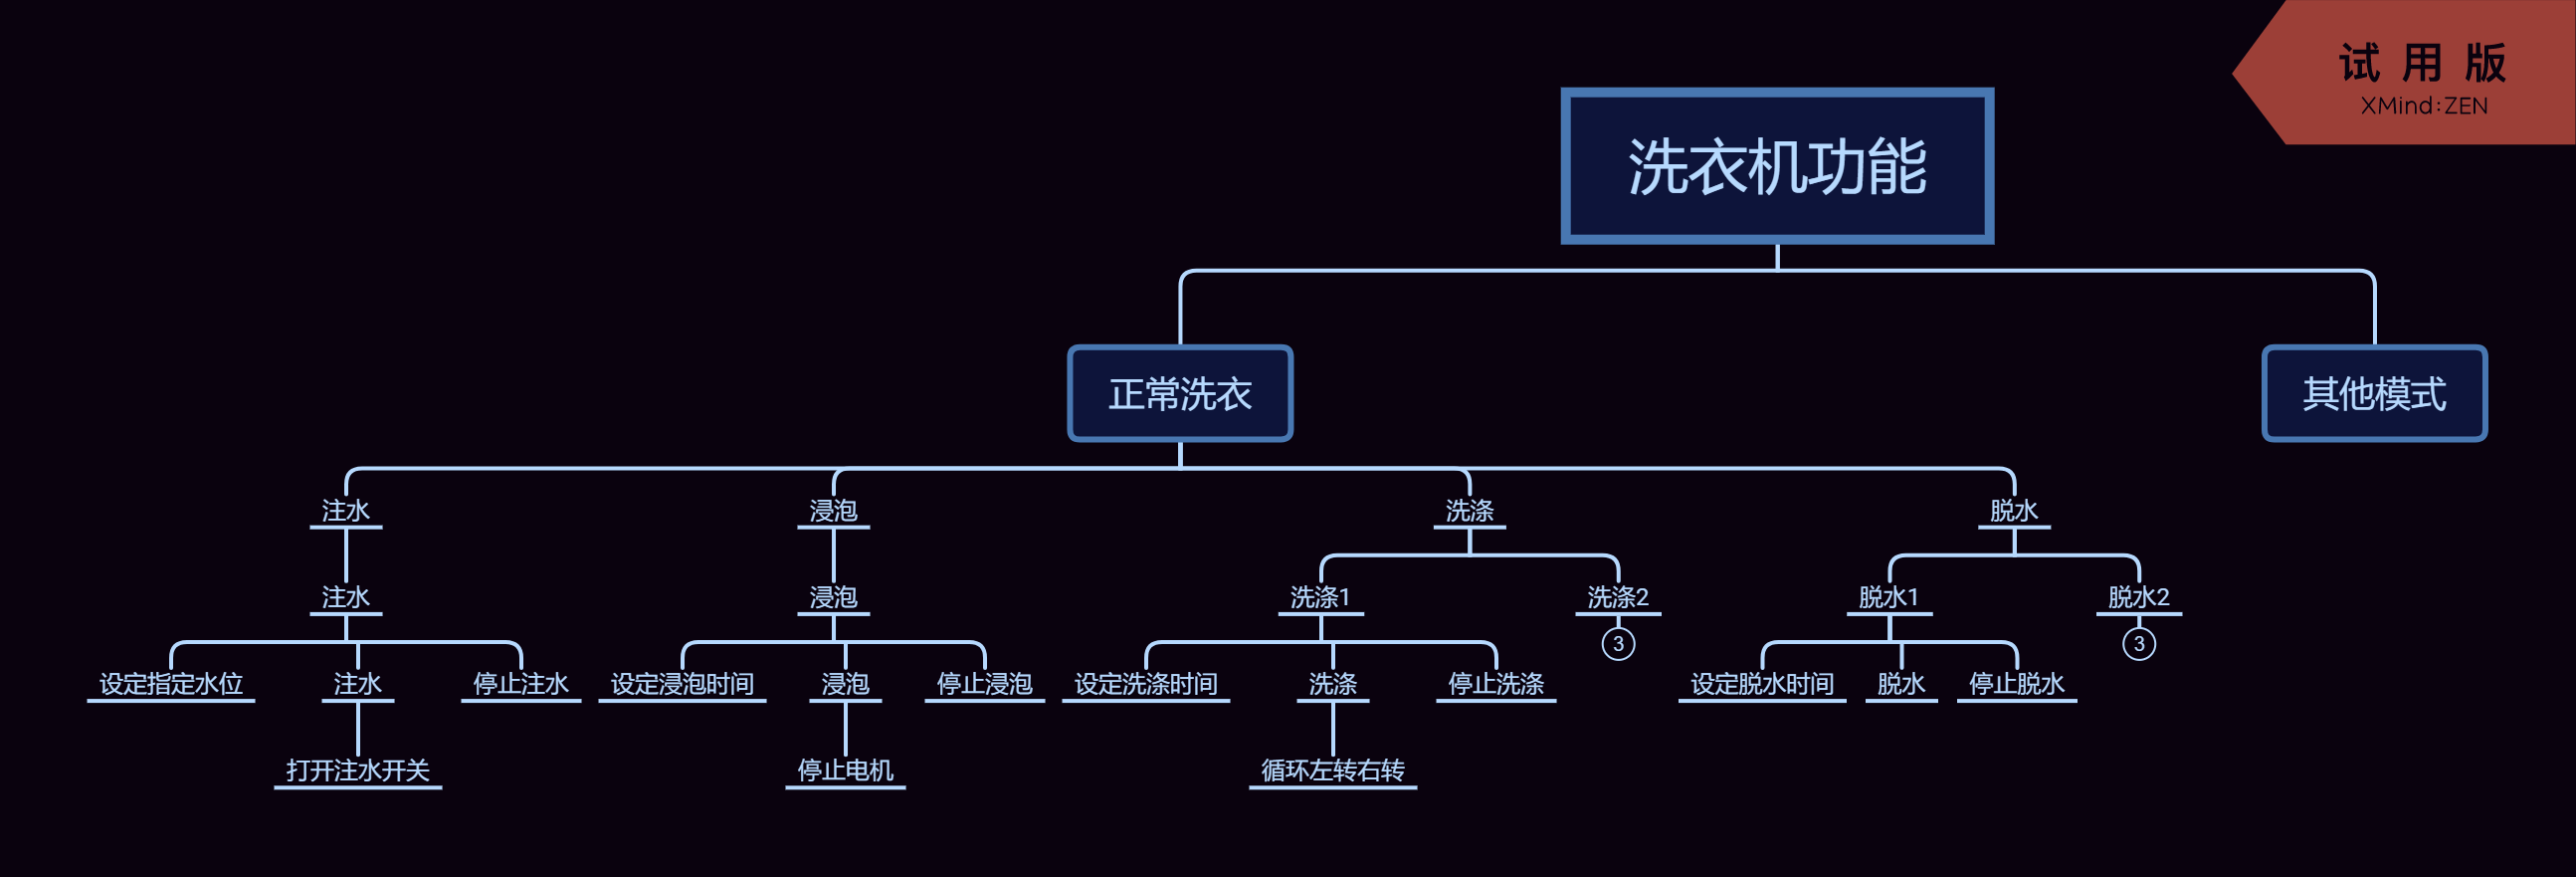 试用版
XMind:ZEN
洗衣机功能
正常洗衣
其他模式
注水
浸泡
洗涤
脱水
注水
浸泡
洗涤1
洗涤2
脱水1
脱水2
3
3
设定指定水位
注水
停止注水
设定浸泡时间
浸泡
停止浸泡
设定洗涤时间
洗涤
停止洗涤
设定脱水时间
脱水
停止脱水
打开注水开关
停止电机
循环左转右转